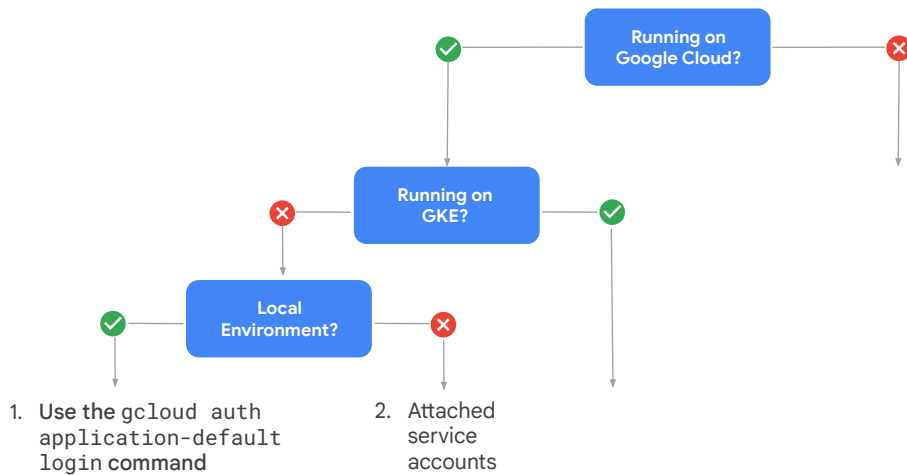 Running on
Google Cloud?
Running on
GKE?
Local
Environment?
1. Use the gcloud auth
application-default
login command
2. Attached
service
accounts